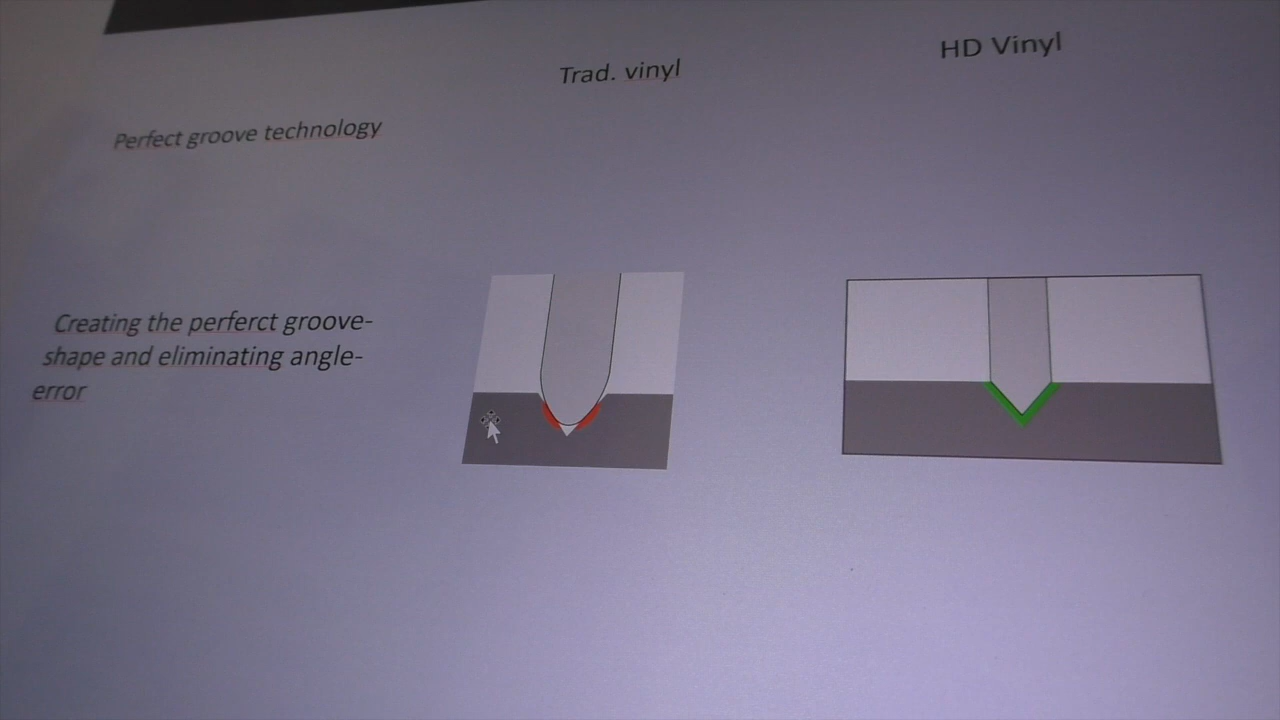 HD Vinyl
Trad. vinyl
Perfect groove technology
Creating the perferct groove-
shape and eliminating angle-
error